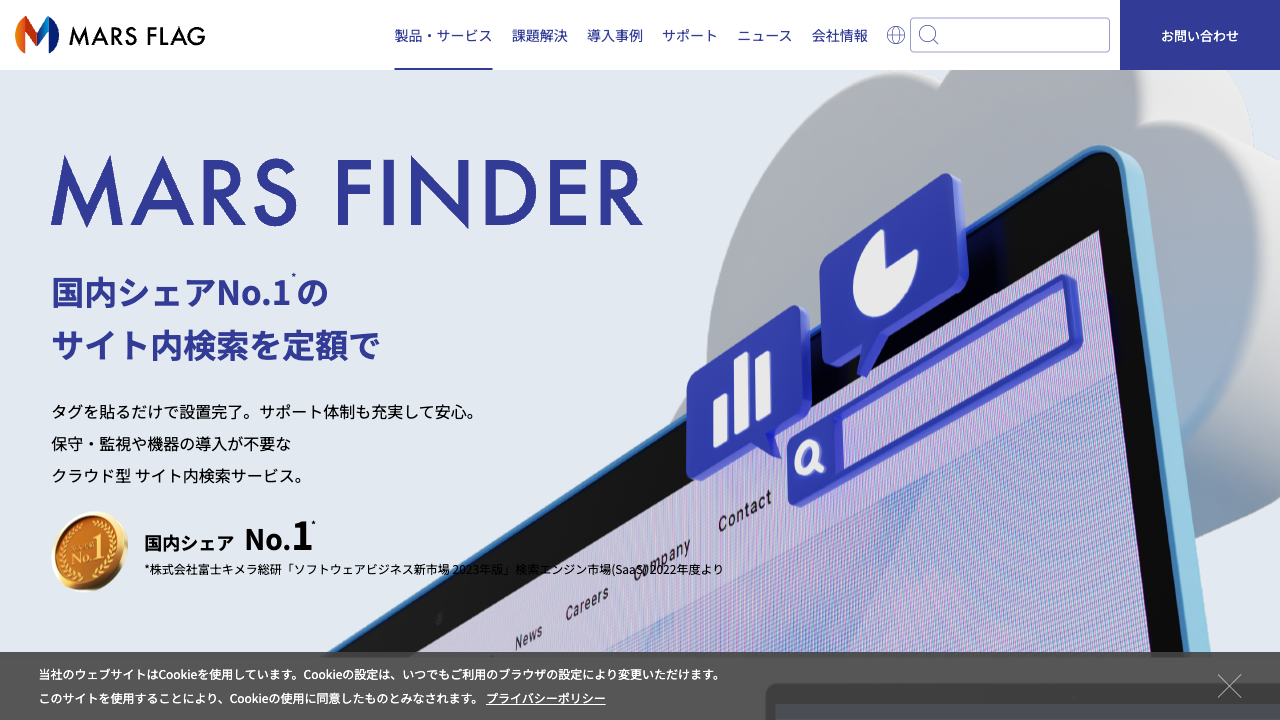 MARS FLAG
製品・サービス
課題解決
導入事例
サポート
ニュース
会社情報
お問い合わせ
MARS FINDER
国内シェアNo.1*の
サイト内検索を定額で
タグを貼るだけで設置完了。サポート体制も充実して安心。
保守・監視や機器の導入が不要な
クラウド型 サイト内検索サービス。
No.1
国内シェア No.1*
*株式会社富士キメラ総研「ソフトウェアビジネス新市場 2023年版」検索エンジン市場(SaaS)2022年度より
Contact
Company
Careers
News
当社のウェブサイトはCookieを使用しています。Cookieの設定は、いつでもご利用のブラウザの設定により変更いただけます。
このサイトを使用することにより、Cookieの使用に同意したものとみなされます。 プライバシーポリシー